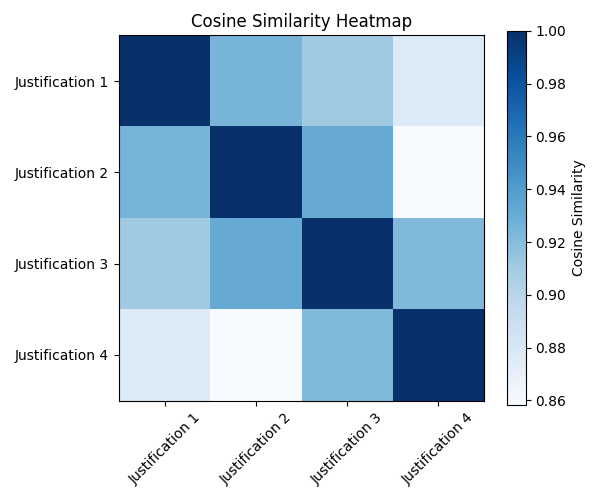 Cosine Similarity Heatmap
Justification 1
Justification 2
Justification 3
Justification 4
Justification 1
Justification 2
Justification 3
Justification 4
1.00
0.98
0.96
0.94
0.92
0.90
0.88
0.86
Cosine Similarity